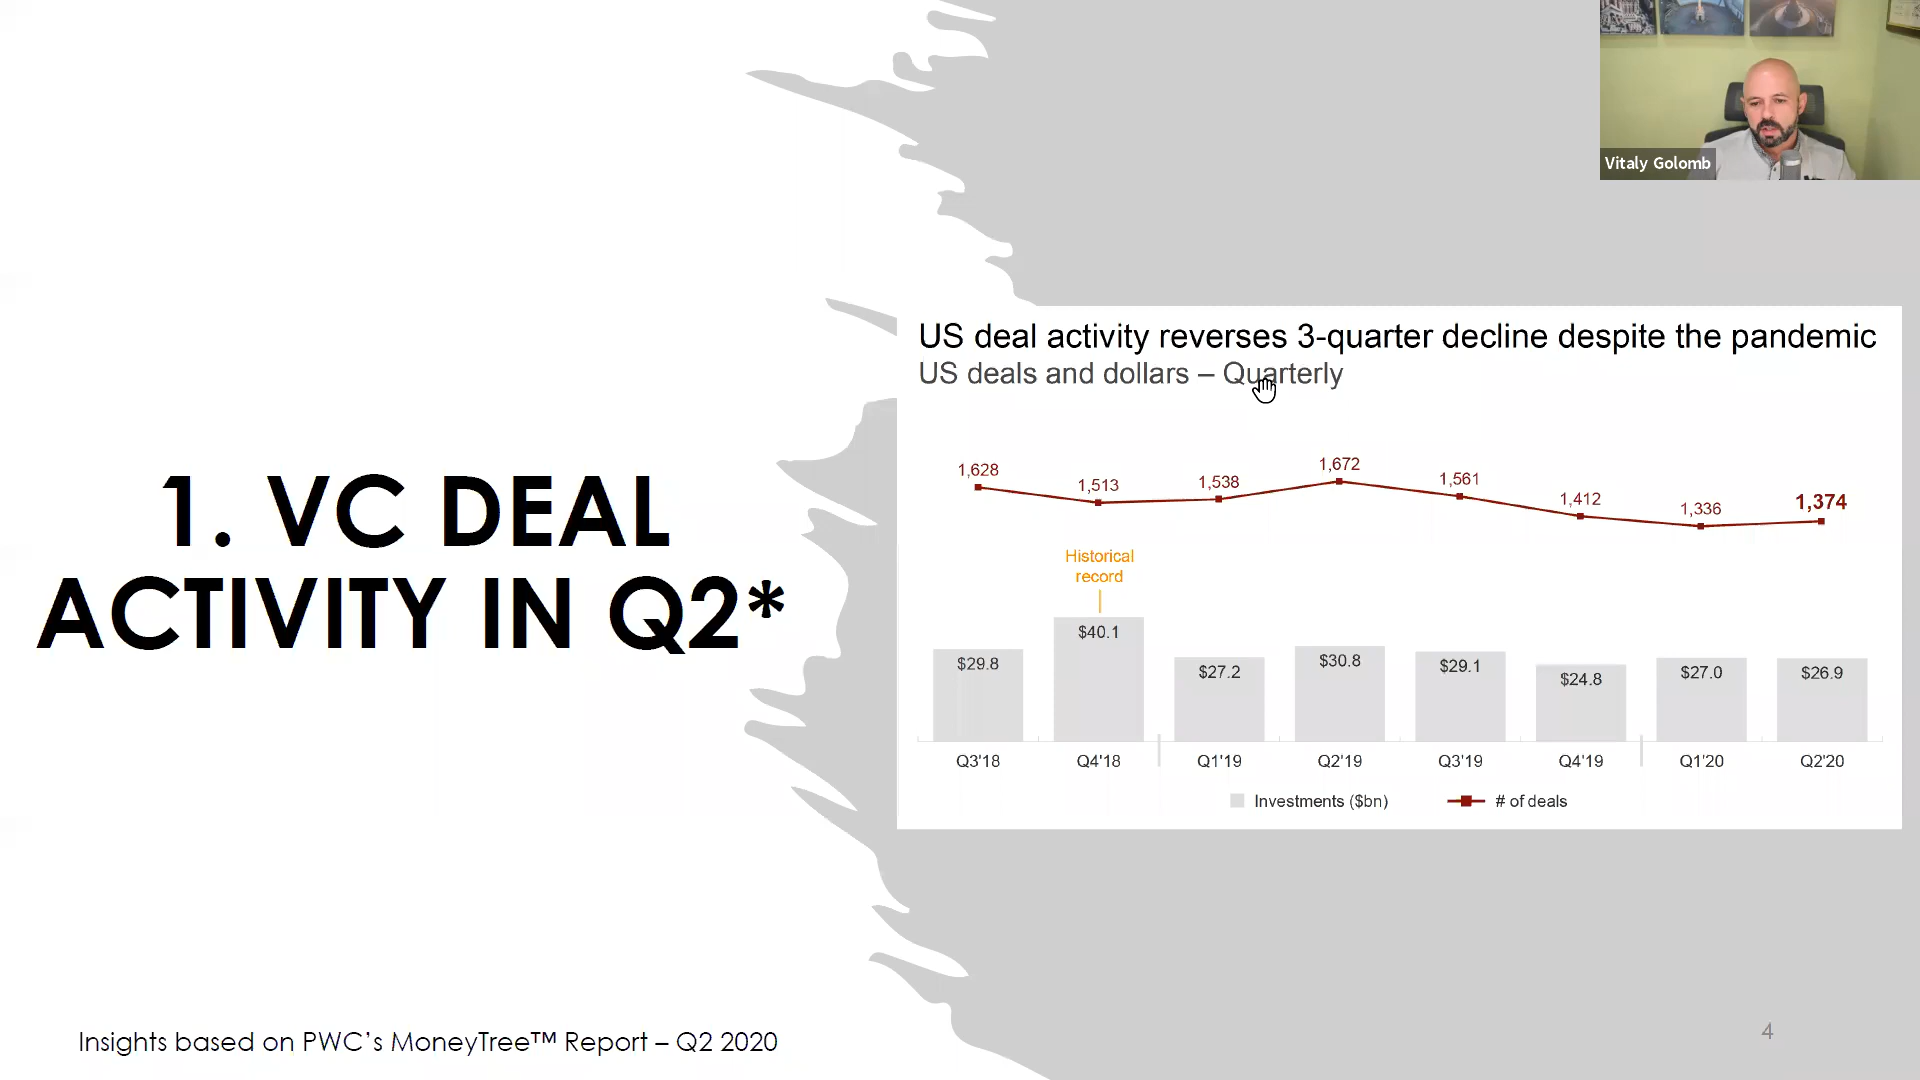 Vitaly Golomb
1. VC DEAL
ACTIVITY IN Q2*
US deal activity reverses 3-quarter decline despite the pandemic
US deals and dollars – Quarterly
1,628
1,513
1,538
1,672
1,561
1,412
1,336
1,374
Historical
record
$29.8
$40.1
$27.2
$30.8
$29.1
$24.8
$27.0
$26.9
Q3'18
Q4'18
Q1'19
Q2'19
Q3'19
Q4'19
Q1'20
Q2'20
Investments ($bn)
# of deals
Insights based on PWC's MoneyTree™ Report – Q2 2020
4